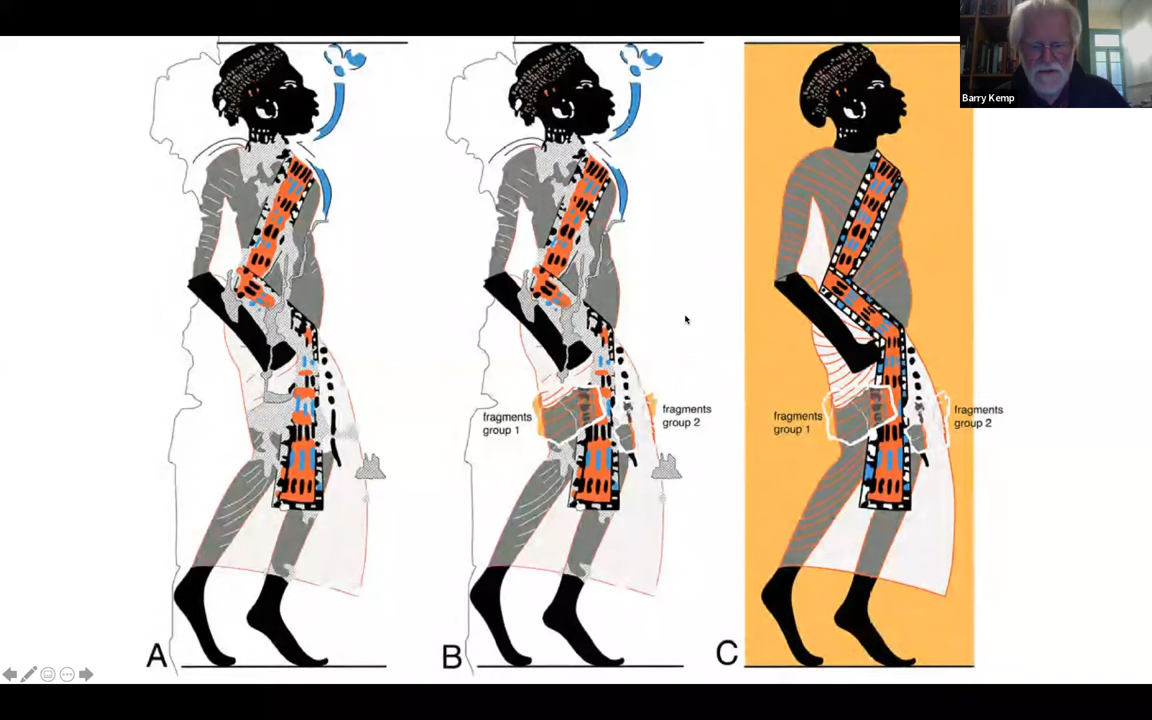 Barry Kemp
fragments
group 1
fragments
group 2
fragments
group 1
fragments
group 2
A
B
C